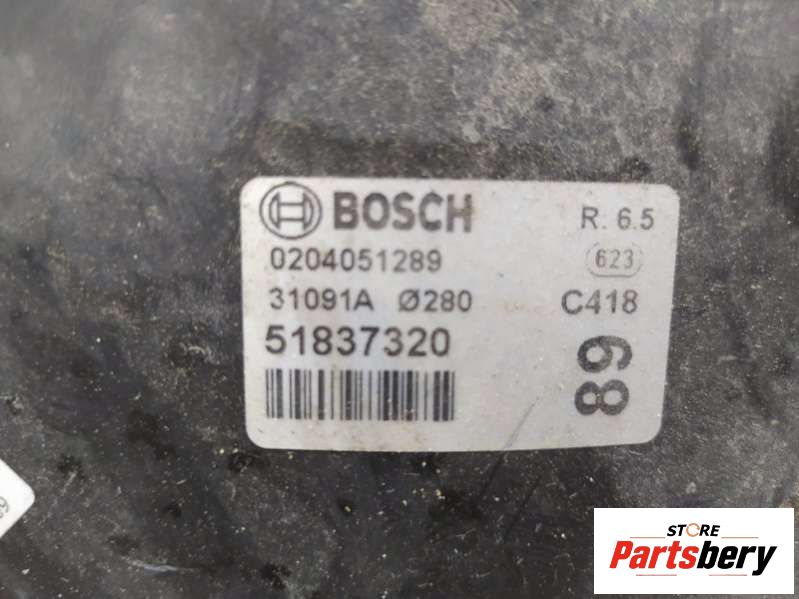 BOSCH R. 6.5
0204051289 623
31091A Ø280 C418
51837320
89
STORE
Partsbery